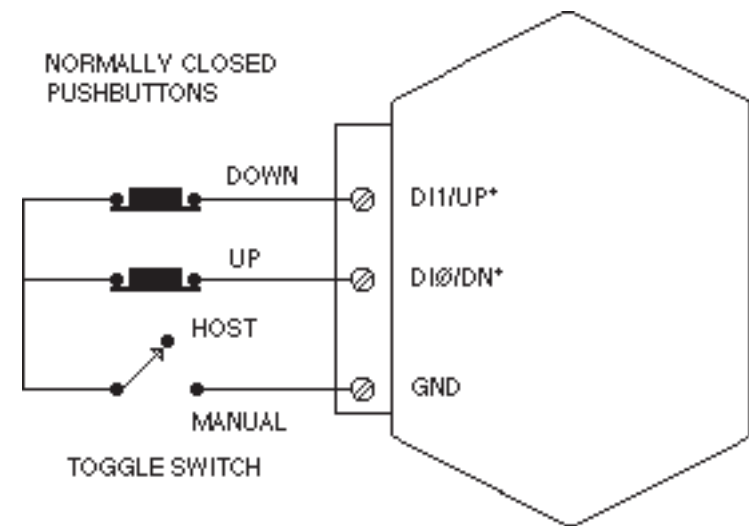 NORMALLY CLOSED
PUSHBUTTONS
DOWN
DI1/UP*
UP
DIØ/DN*
HOST
GND
MANUAL
TOGGLE SWITCH